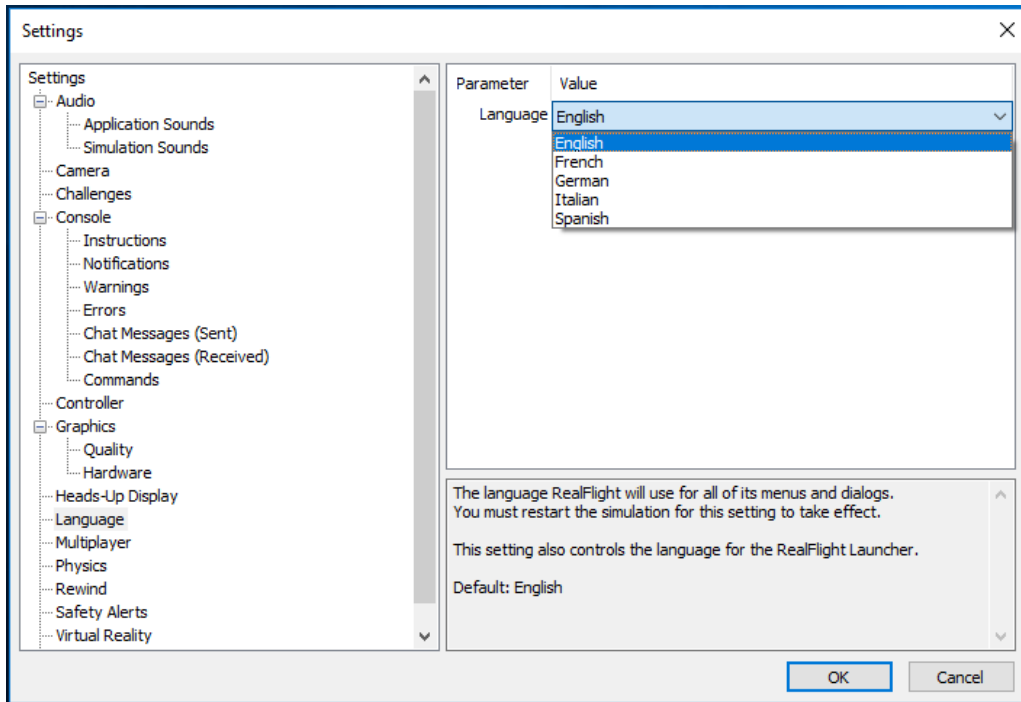 Settings
Settings
Audio
Application Sounds
Simulation Sounds
Camera
Challenges
Console
Instructions
Notifications
Warnings
Errors
Chat Messages (Sent)
Chat Messages (Received)
Commands
Controller
Graphics
Quality
Hardware
Heads-Up Display
Language
Multiplayer
Physics
Rewind
Safety Alerts
Virtual Reality
Parameter Value
Language English
English
French
German
Italian
Spanish
The language RealFlight will use for all of its menus and dialogs.
You must restart the simulation for this setting to take effect.
This setting also controls the language for the RealFlight Launcher.
Default: English
OK Cancel